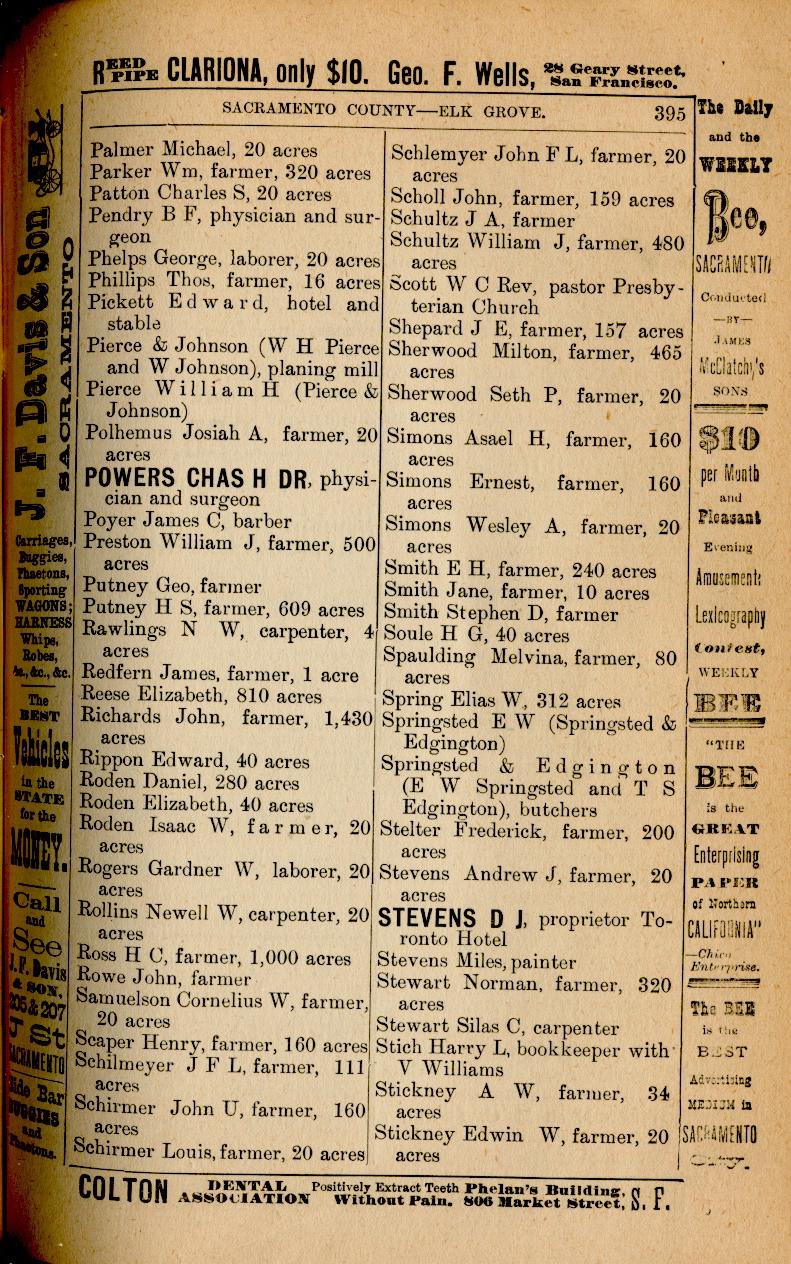 REED PIPE CLARIONA, only $10. Geo. F. Wells, 28 Geary Street, San Francisco.
SACRAMENTO COUNTY—ELK GROVE. 395
J. F. Davis & Son
SACRAMENTO
Carriages,
Buggies,
Phaetons,
Sporting
WAGONS;
HARNESS
Whips,
Robes,
&c., &c., &c.
The
BEST
Vehicles
in the
STATE
for the
MONEY.
Call
and
See
J. F. Davis
& SON,
205 & 207
J St
SACRAMENTO
Side Bar
BUGGIES
and
Phaetons.
Palmer Michael, 20 acres
Parker Wm, farmer, 320 acres
Patton Charles S, 20 acres
Pendry B F, physician and sur-
geon
Phelps George, laborer, 20 acres
Phillips Thos, farmer, 16 acres
Pickett Edward, hotel and
stable
Pierce & Johnson (W H Pierce
and W Johnson), planing mill
Pierce William H (Pierce &
Johnson)
Polhemus Josiah A, farmer, 20
acres
POWERS CHAS H DR, physi-
cian and surgeon
Poyer James C, barber
Preston William J, farmer, 500
acres
Putney Geo, farmer
Putney H S, farmer, 609 acres
Rawlings N W, carpenter, 4
acres
Redfern James, farmer, 1 acre
Reese Elizabeth, 810 acres
Richards John, farmer, 1,430
acres
Rippon Edward, 40 acres
Roden Daniel, 280 acres
Roden Elizabeth, 40 acres
Roden Isaac W, farmer, 20
acres
Rogers Gardner W, laborer, 20
acres
Rollins Newell W, carpenter, 20
acres
Ross H C, farmer, 1,000 acres
Rowe John, farmer
Samuelson Cornelius W, farmer,
20 acres
Scaper Henry, farmer, 160 acres
Schilmeyer J F L, farmer, 111
acres
Schirmer John U, farmer, 160
acres
Schirmer Louis, farmer, 20 acres
Schlemyer John F L, farmer, 20
acres
Scholl John, farmer, 159 acres
Schultz J A, farmer
Schultz William J, farmer, 480
acres
Scott W C Rev, pastor Presby-
terian Church
Shepard J E, farmer, 157 acres
Sherwood Milton, farmer, 465
acres
Sherwood Seth P, farmer, 20
acres
Simons Asael H, farmer, 160
acres
Simons Ernest, farmer, 160
acres
Simons Wesley A, farmer, 20
acres
Smith E H, farmer, 240 acres
Smith Jane, farmer, 10 acres
Smith Stephen D, farmer
Soule H G, 40 acres
Spaulding Melvina, farmer, 80
acres
Spring Elias W, 312 acres
Springsted E W (Springsted &
Edgington)
Springsted & Edgington
(E W Springsted and T S
Edgington), butchers
Stelter Frederick, farmer, 200
acres
Stevens Andrew J, farmer, 20
acres
STEVENS D J, proprietor To-
ronto Hotel
Stevens Miles, painter
Stewart Norman, farmer, 320
acres
Stewart Silas C, carpenter
Stich Harry L, bookkeeper with
V Williams
Stickney A W, farmer, 34
acres
Stickney Edwin W, farmer, 20
acres
The Daily
and the
WEEKLY
Bee,
SACRAMENTO
Conducted
—BY—
JAMES
McClatchy's
SONS
$10
per Month
and
Pleasant
Evening
Amusement:
Lexicography
Contest,
WEEKLY
BEE
"THE
BEE
is the
GREAT
Enterprising
PAPER
of Northern
CALIFORNIA"
—Chico
Enterprise.
The BEE
is the
BEST
Advertising
MEDIUM in
SACRAMENTO
COLTON DENTAL ASSOCIATION Positively Extract Teeth Without Pain. Phelan's Building, 806 Market Street, S. F.